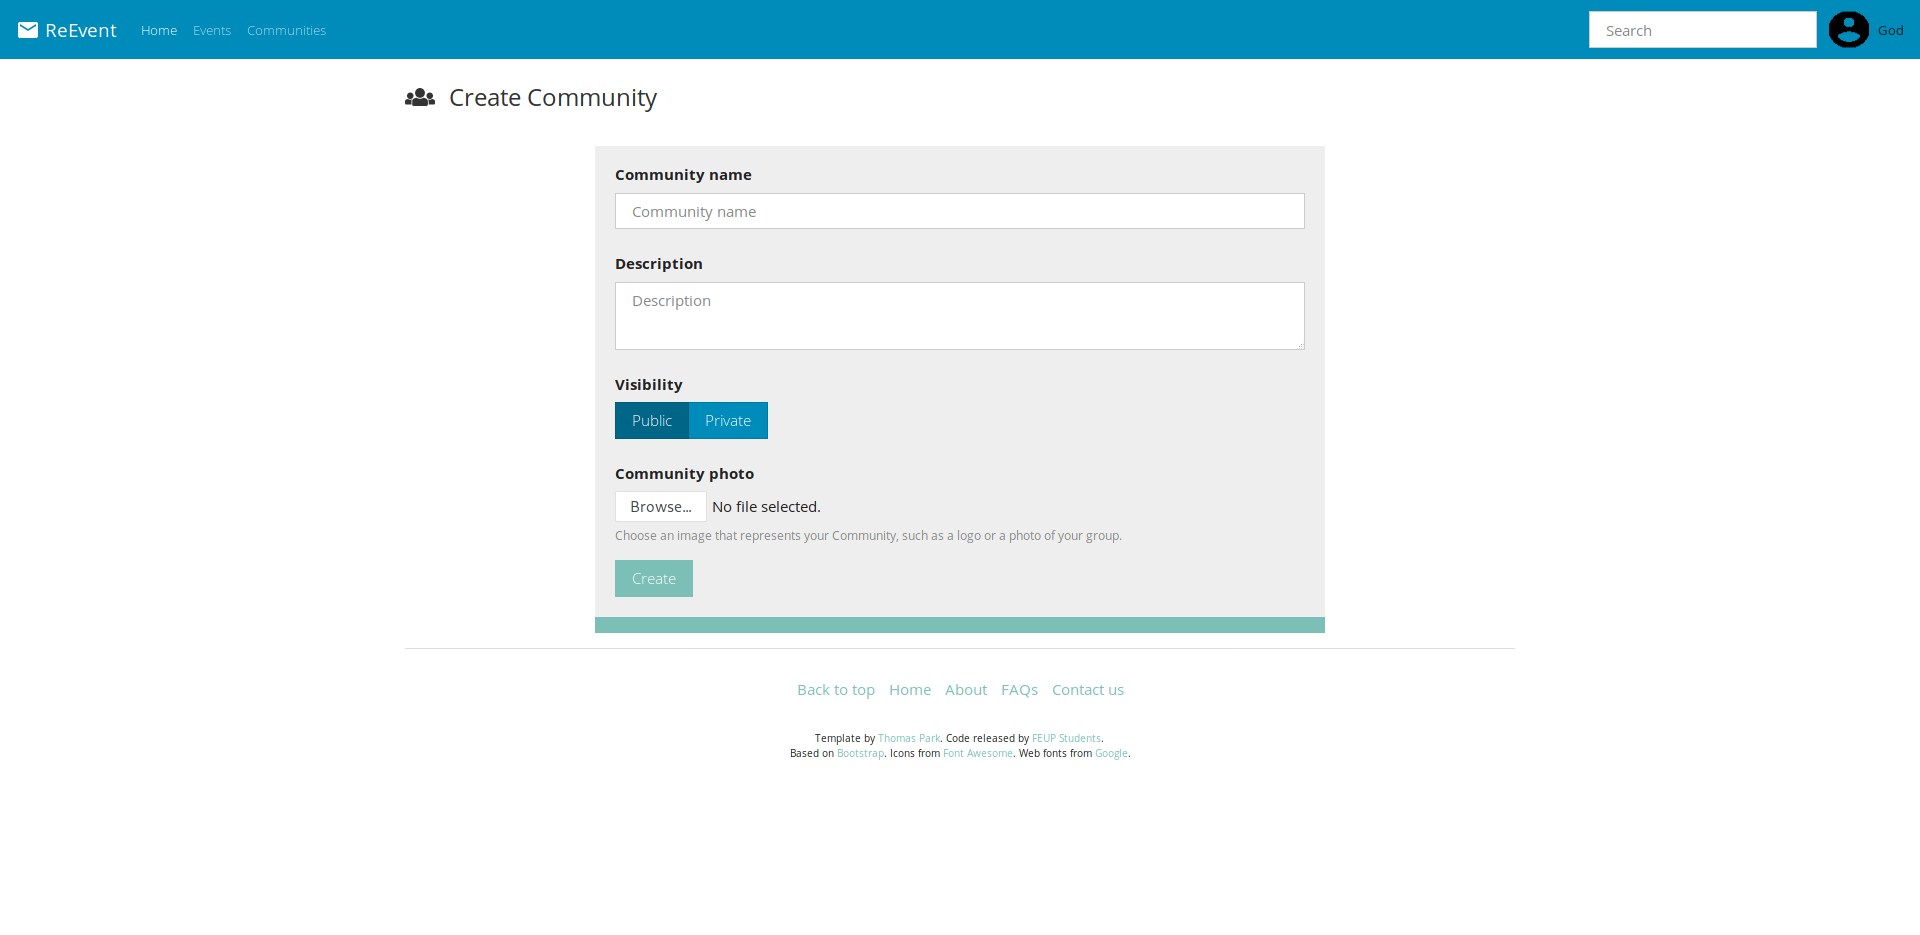 ReEvent Home Events Communities Search God
Create Community
Community name
Community name
Description
Description
Visibility
Public Private
Community photo
Browse... No file selected.
Choose an image that represents your Community, such as a logo or a photo of your group.
Create
Back to top Home About FAQs Contact us
Template by Thomas Park. Code released by FEUP Students.
Based on Bootstrap. Icons from Font Awesome. Web fonts from Google.